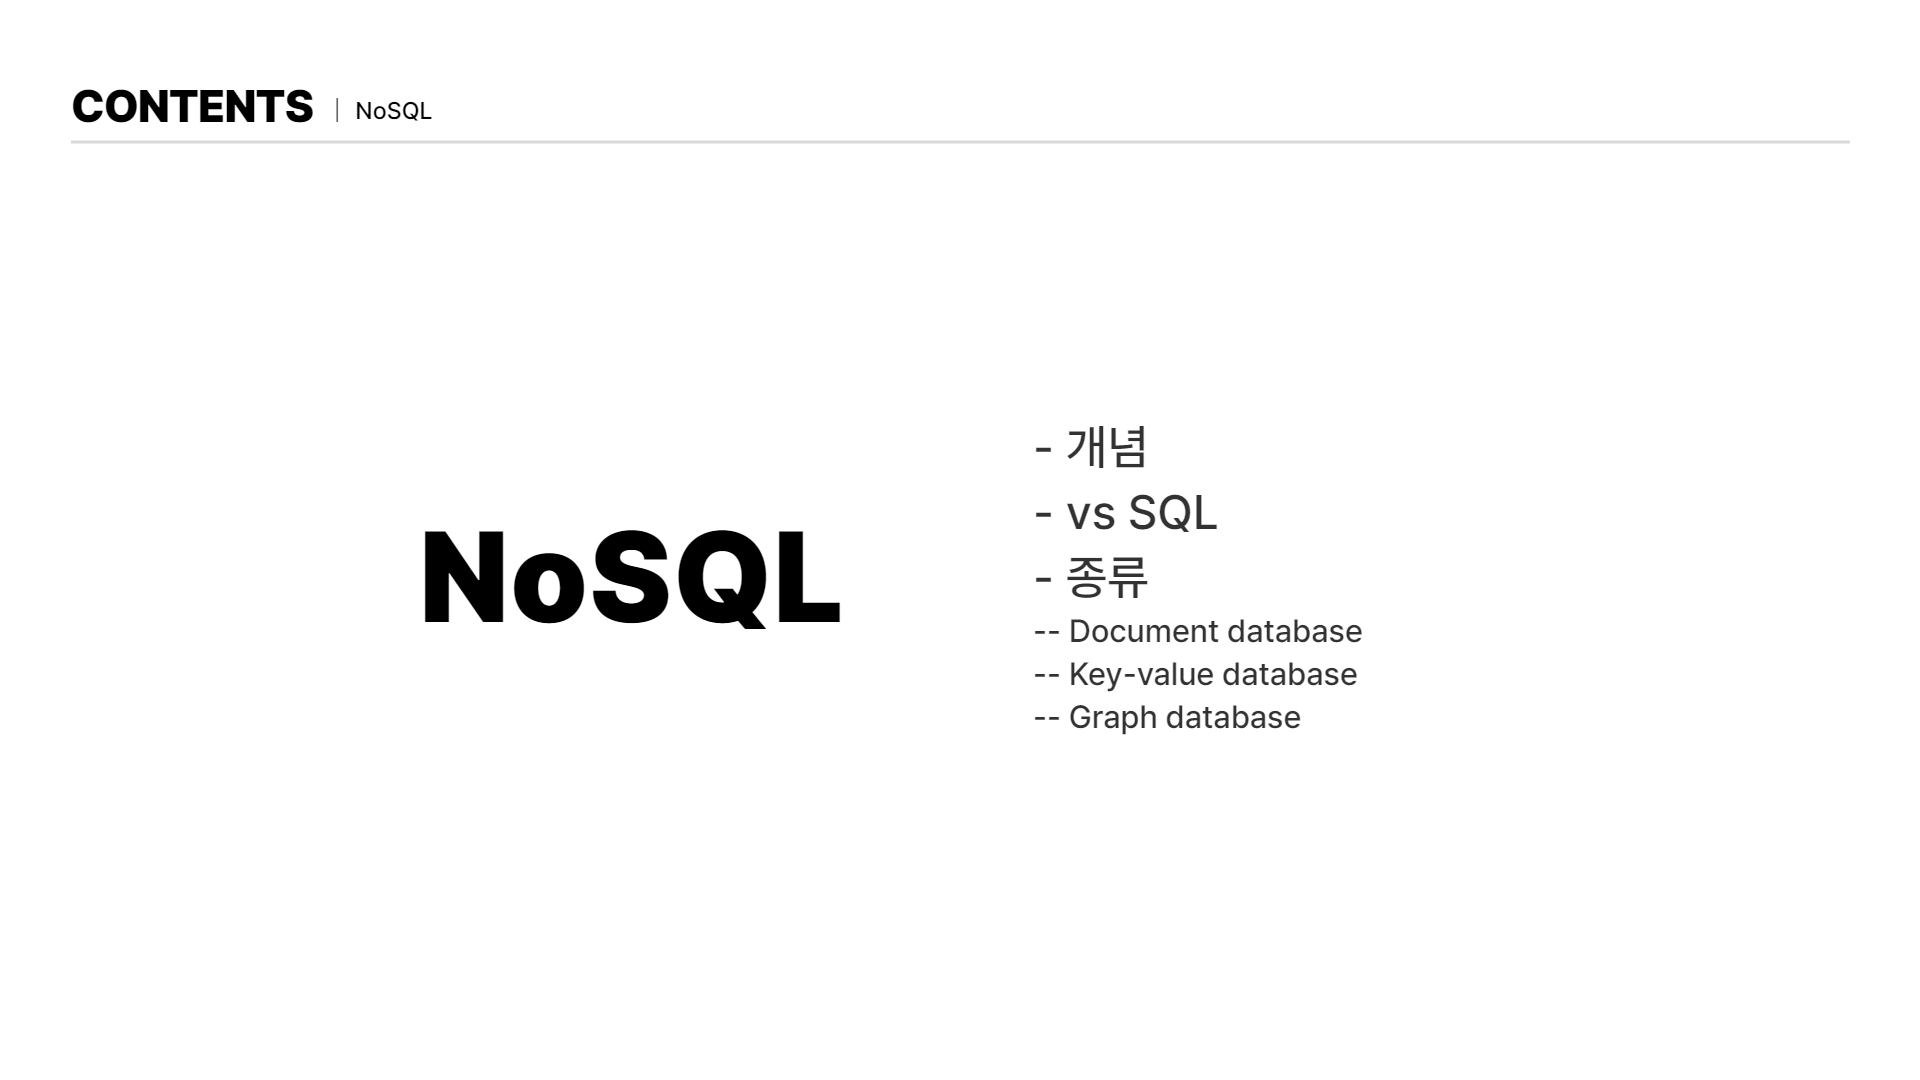 CONTENTS | NoSQL
NoSQL
- 개념
- vs SQL
- 종류
-- Document database
-- Key-value database
-- Graph database